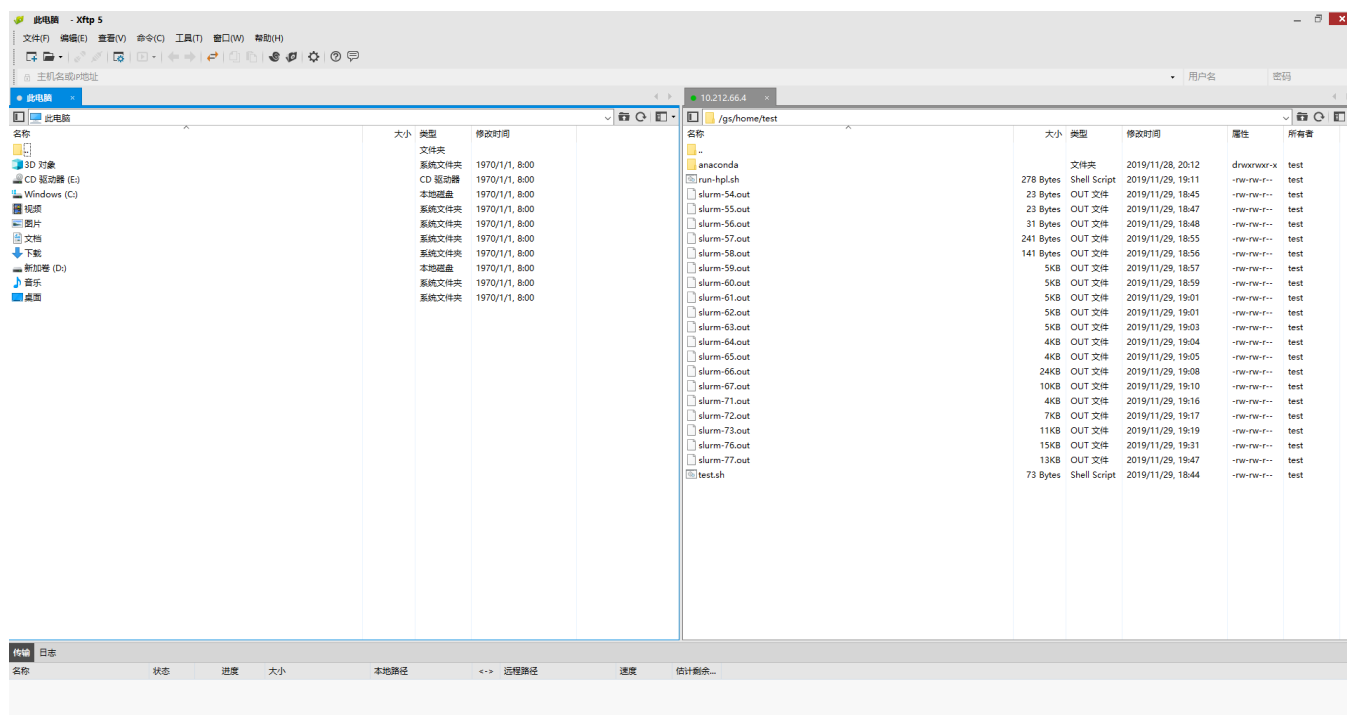 此电脑 - Xftp 5
文件(F) 编辑(E) 查看(V) 命令(C) 工具(T) 窗口(W) 帮助(H)
主机名或IP地址 用户名 密码
此电脑 ×
此电脑
名称 大小 类型 修改时间
.. 文件夹
3D 对象 系统文件夹 1970/1/1, 8:00
CD 驱动器 (E:) CD 驱动器 1970/1/1, 8:00
Windows (C:) 本地磁盘 1970/1/1, 8:00
视频 系统文件夹 1970/1/1, 8:00
图片 系统文件夹 1970/1/1, 8:00
文档 系统文件夹 1970/1/1, 8:00
下载 系统文件夹 1970/1/1, 8:00
新加卷 (D:) 本地磁盘 1970/1/1, 8:00
音乐 系统文件夹 1970/1/1, 8:00
桌面 系统文件夹 1970/1/1, 8:00
10.212.66.4 ×
/gs/home/test
名称 大小 类型 修改时间 属性 所有者
..
anaconda 文件夹 2019/11/28, 20:12 drwxrwxr-x test
run-hpl.sh 278 Bytes Shell Script 2019/11/29, 19:11 -rw-rw-r-- test
slurm-54.out 23 Bytes OUT 文件 2019/11/29, 18:45 -rw-rw-r-- test
slurm-55.out 23 Bytes OUT 文件 2019/11/29, 18:47 -rw-rw-r-- test
slurm-56.out 31 Bytes OUT 文件 2019/11/29, 18:48 -rw-rw-r-- test
slurm-57.out 241 Bytes OUT 文件 2019/11/29, 18:55 -rw-rw-r-- test
slurm-58.out 141 Bytes OUT 文件 2019/11/29, 18:56 -rw-rw-r-- test
slurm-59.out 5KB OUT 文件 2019/11/29, 18:57 -rw-rw-r-- test
slurm-60.out 5KB OUT 文件 2019/11/29, 18:59 -rw-rw-r-- test
slurm-61.out 5KB OUT 文件 2019/11/29, 19:01 -rw-rw-r-- test
slurm-62.out 5KB OUT 文件 2019/11/29, 19:01 -rw-rw-r-- test
slurm-63.out 5KB OUT 文件 2019/11/29, 19:03 -rw-rw-r-- test
slurm-64.out 4KB OUT 文件 2019/11/29, 19:04 -rw-rw-r-- test
slurm-65.out 4KB OUT 文件 2019/11/29, 19:05 -rw-rw-r-- test
slurm-66.out 24KB OUT 文件 2019/11/29, 19:08 -rw-rw-r-- test
slurm-67.out 10KB OUT 文件 2019/11/29, 19:10 -rw-rw-r-- test
slurm-71.out 4KB OUT 文件 2019/11/29, 19:16 -rw-rw-r-- test
slurm-72.out 7KB OUT 文件 2019/11/29, 19:17 -rw-rw-r-- test
slurm-73.out 11KB OUT 文件 2019/11/29, 19:19 -rw-rw-r-- test
slurm-76.out 15KB OUT 文件 2019/11/29, 19:31 -rw-rw-r-- test
slurm-77.out 13KB OUT 文件 2019/11/29, 19:47 -rw-rw-r-- test
test.sh 73 Bytes Shell Script 2019/11/29, 18:44 -rw-rw-r-- test
传输 日志
名称 状态 进度 大小 本地路径 <-> 远程路径 速度 估计剩余...